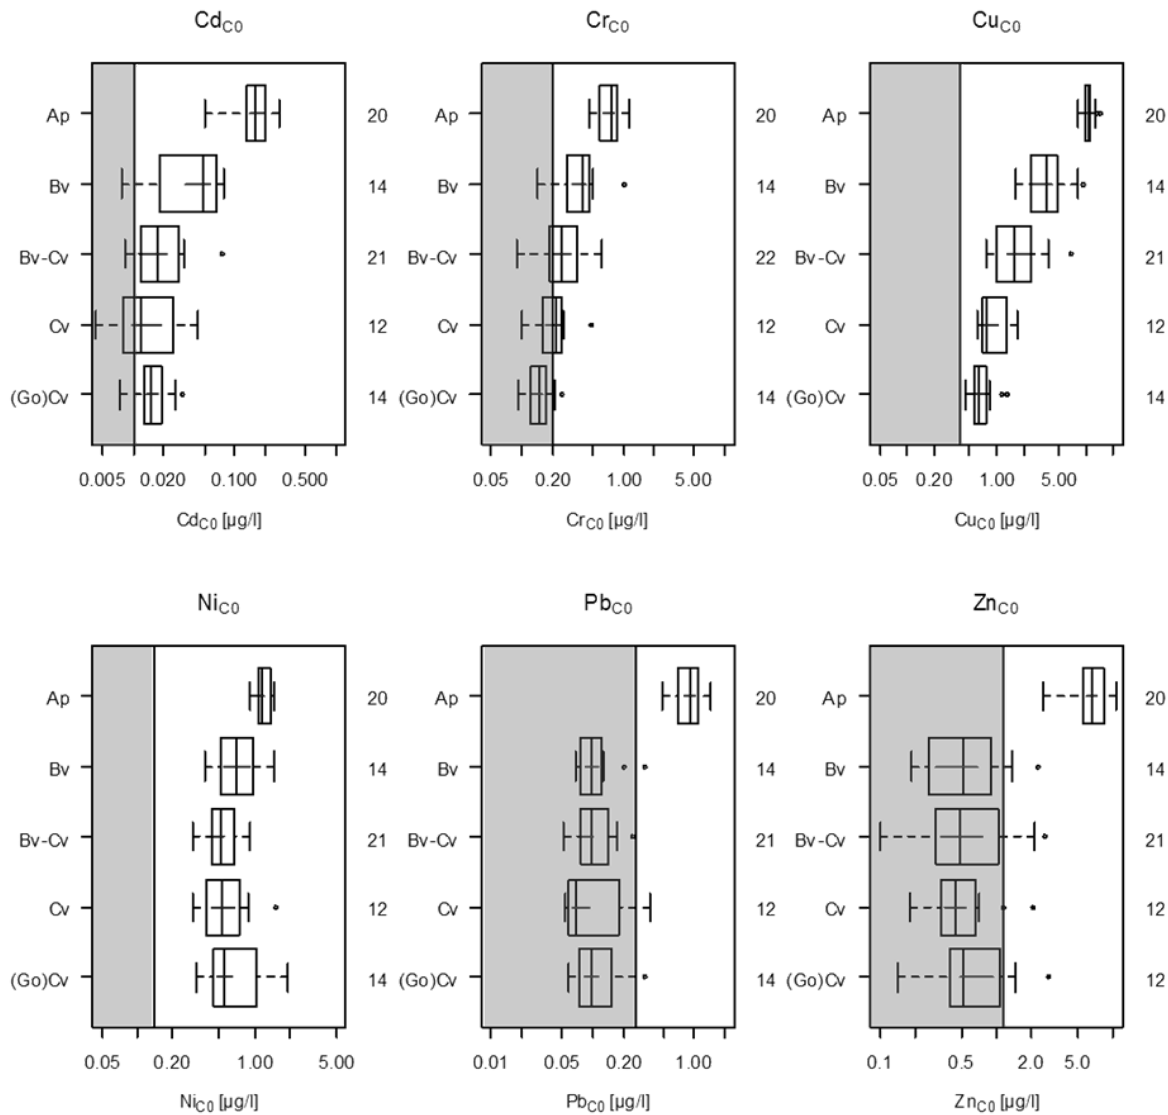 Cd_C0 Cr_C0 Cu_C0
Ap 20 Ap 20 Ap 20
Bv 14 Bv 14 Bv 14
Bv-Cv 21 Bv-Cv 22 Bv-Cv 21
Cv 12 Cv 12 Cv 12
(Go)Cv 14 (Go)Cv 14 (Go)Cv 14
0.005 0.020 0.100 0.500 0.05 0.20 1.00 5.00 0.05 0.20 1.00 5.00
Cd_C0 [µg/l] Cr_C0 [µg/l] Cu_C0 [µg/l]
Ni_C0 Pb_C0 Zn_C0
Ap 20 Ap 20 Ap 20
Bv 14 Bv 14 Bv 14
Bv-Cv 21 Bv-Cv 21 Bv-Cv 21
Cv 12 Cv 12 Cv 12
(Go)Cv 14 (Go)Cv 14 (Go)Cv 12
0.05 0.20 1.00 5.00 0.01 0.05 0.20 1.00 0.1 0.5 2.0 5.0
Ni_C0 [µg/l] Pb_C0 [µg/l] Zn_C0 [µg/l]